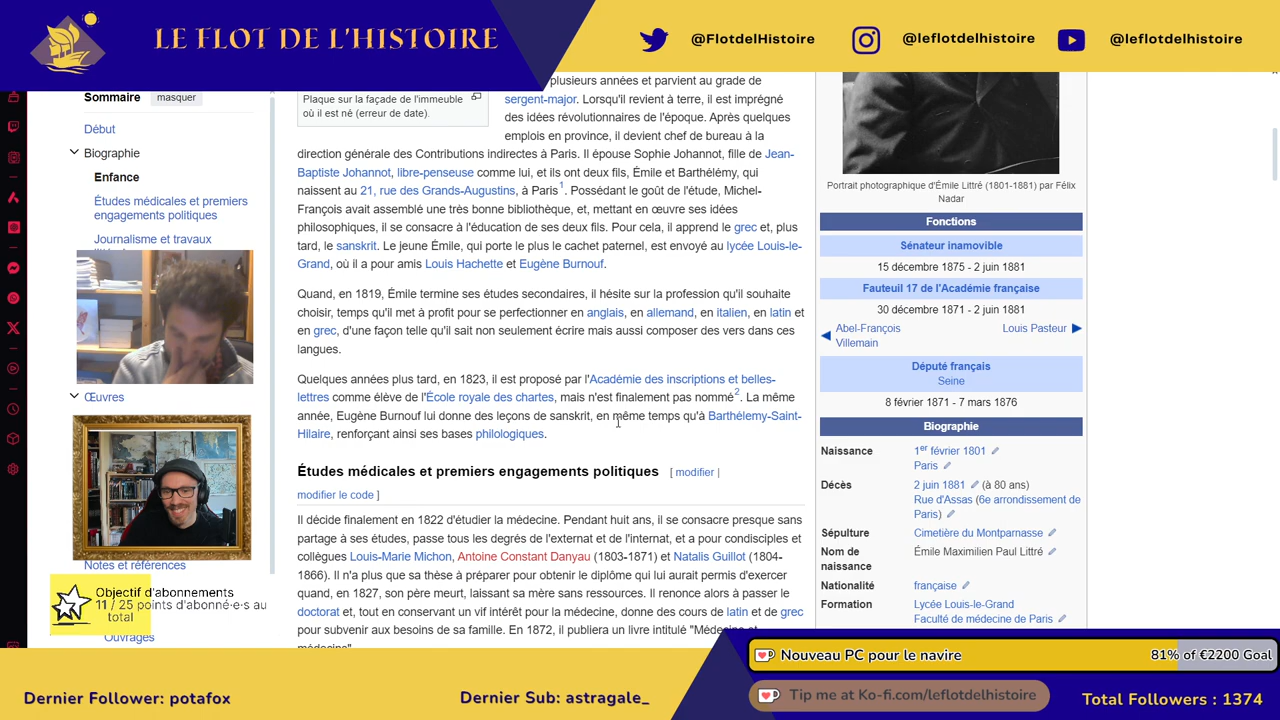 LE FLOT DE L'HISTOIRE
@FlotdelHistoire
@leflotdelhistoire
@leflotdelhistoire
Sommaire
masquer
Début
Biographie
Enfance
Études médicales et premiers
engagements politiques
Journalisme et travaux
Œuvres
Notes et références
Ouvrages
Plaque sur la façade de l'immeuble
où il est né (erreur de date).
plusieurs années et parvient au grade de
sergent-major. Lorsqu'il revient à terre, il est imprégné
des idées révolutionnaires de l'époque. Après quelques
emplois en province, il devient chef de bureau à la
direction générale des Contributions indirectes à Paris. Il épouse Sophie Johannot, fille de Jean-
Baptiste Johannot, libre-penseuse comme lui, et ils ont deux fils, Émile et Barthélémy, qui
naissent au 21, rue des Grands-Augustins, à Paris1. Possédant le goût de l'étude, Michel-
François avait assemblé une très bonne bibliothèque, et, mettant en œuvre ses idées
philosophiques, il se consacre à l'éducation de ses deux fils. Pour cela, il apprend le grec et, plus
tard, le sanskrit. Le jeune Émile, qui porte le plus le cachet paternel, est envoyé au lycée Louis-le-
Grand, où il a pour amis Louis Hachette et Eugène Burnouf.
Quand, en 1819, Émile termine ses études secondaires, il hésite sur la profession qu'il souhaite
choisir, temps qu'il met à profit pour se perfectionner en anglais, en allemand, en italien, en latin et
en grec, d'une façon telle qu'il sait non seulement écrire mais aussi composer des vers dans ces
langues.
Quelques années plus tard, en 1823, il est proposé par l'Académie des inscriptions et belles-
lettres comme élève de l'École royale des chartes, mais n'est finalement pas nommé2. La même
année, Eugène Burnouf lui donne des leçons de sanskrit, en même temps qu'à Barthélemy-Saint-
Hilaire, renforçant ainsi ses bases philologiques.
Études médicales et premiers engagements politiques [ modifier |
modifier le code ]
Il décide finalement en 1822 d'étudier la médecine. Pendant huit ans, il se consacre presque sans
partage à ses études, passe tous les degrés de l'externat et de l'internat, et a pour condisciples et
collègues Louis-Marie Michon, Antoine Constant Danyau (1803-1871) et Natalis Guillot (1804-
1866). Il n'a plus que sa thèse à préparer pour obtenir le diplôme qui lui aurait permis d'exercer
quand, en 1827, son père meurt, laissant sa mère sans ressources. Il renonce alors à passer le
doctorat et, tout en conservant un vif intérêt pour la médecine, donne des cours de latin et de grec
pour subvenir aux besoins de sa famille. En 1872, il publiera un livre intitulé "Médecine et
médecins".
Portrait photographique d'Émile Littré (1801-1881) par Félix
Nadar
Fonctions
Sénateur inamovible
15 décembre 1875 - 2 juin 1881
Fauteuil 17 de l'Académie française
30 décembre 1871 - 2 juin 1881
Abel-François
Villemain
Louis Pasteur
Député français
Seine
8 février 1871 - 7 mars 1876
Biographie
Naissance
1er février 1801
Paris
Décès
2 juin 1881 (à 80 ans)
Rue d'Assas (6e arrondissement de
Paris)
Sépulture
Cimetière du Montparnasse
Nom de
naissance
Émile Maximilien Paul Littré
Nationalité
française
Formation
Lycée Louis-le-Grand
Faculté de médecine de Paris
Objectif d'abonnements
11 / 25 points d'abonné·e·s au
total
Nouveau PC pour le navire
81% of €2200 Goal
Tip me at Ko-fi.com/leflotdelhistoire
Dernier Follower: potafox
Dernier Sub: astragale_
Total Followers : 1374